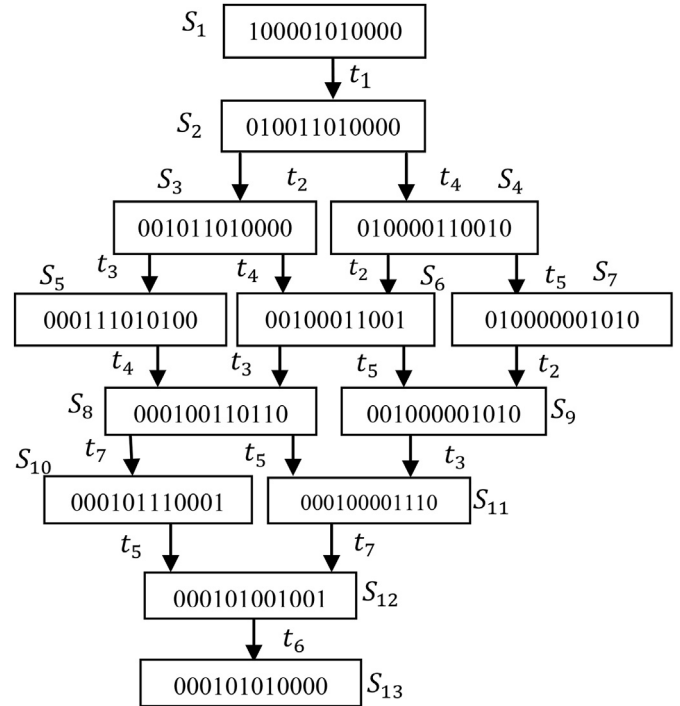 S₁ 100001010000
t₁
S₂ 010011010000
S₃ t₂ t₄ S₄
001011010000 010000110010
S₅ t₃ t₄ t₂ S₆ t₅ S₇
000111010100 00100011001 010000001010
t₄ t₃ t₅ t₂
S₈ 000100110110 001000001010 S₉
S₁₀ t₇ t₅ t₃
000101110001 000100001110 S₁₁
t₅ t₇
000101001001 S₁₂
t₆
000101010000 S₁₃